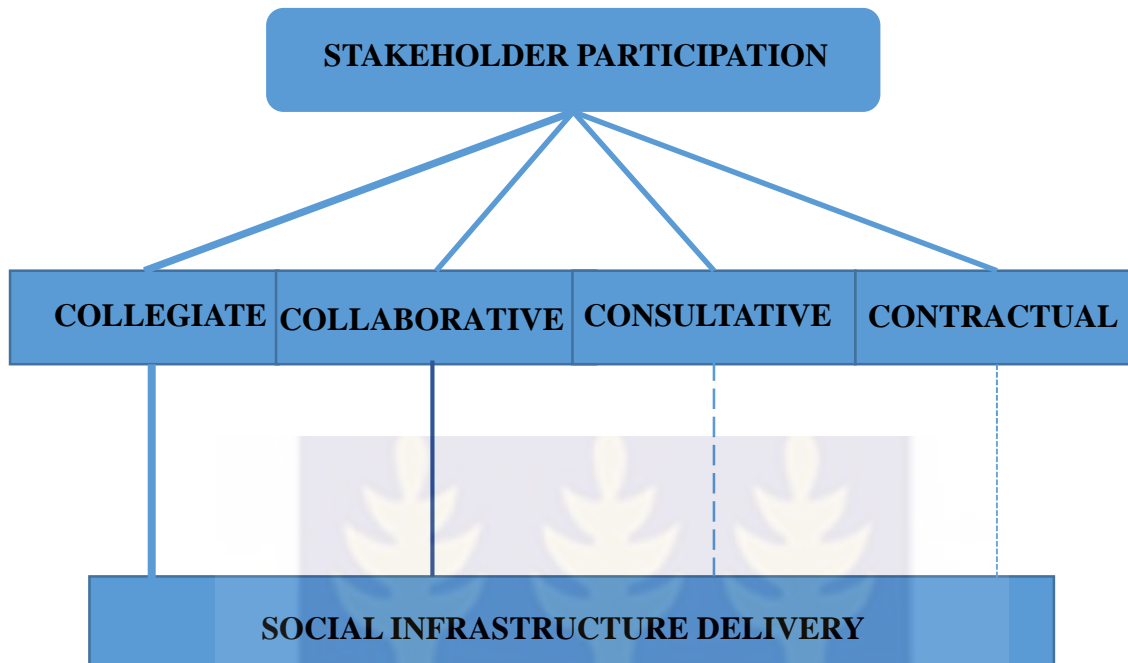 STAKEHOLDER PARTICIPATION
COLLEGIATE COLLABORATIVE CONSULTATIVE CONTRACTUAL
SOCIAL INFRASTRUCTURE DELIVERY